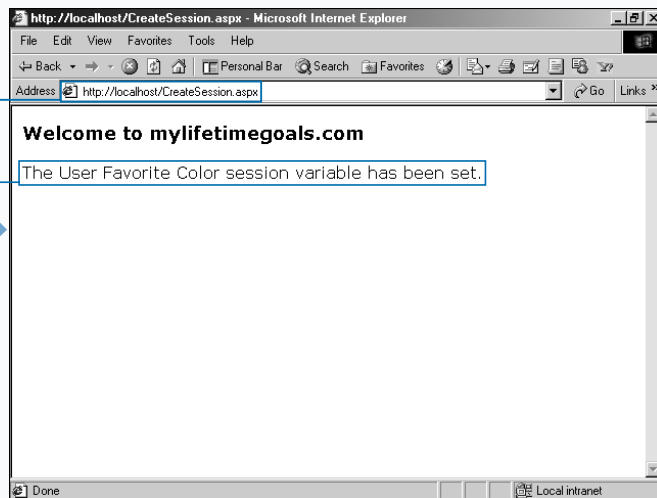 http://localhost/CreateSession.aspx - Microsoft Internet Explorer
File Edit View Favorites Tools Help
Back Personal Bar Search Favorites
Address http://localhost/CreateSession.aspx Go Links »
Welcome to mylifetimegoals.com
The User Favorite Color session variable has been set.
Done Local intranet